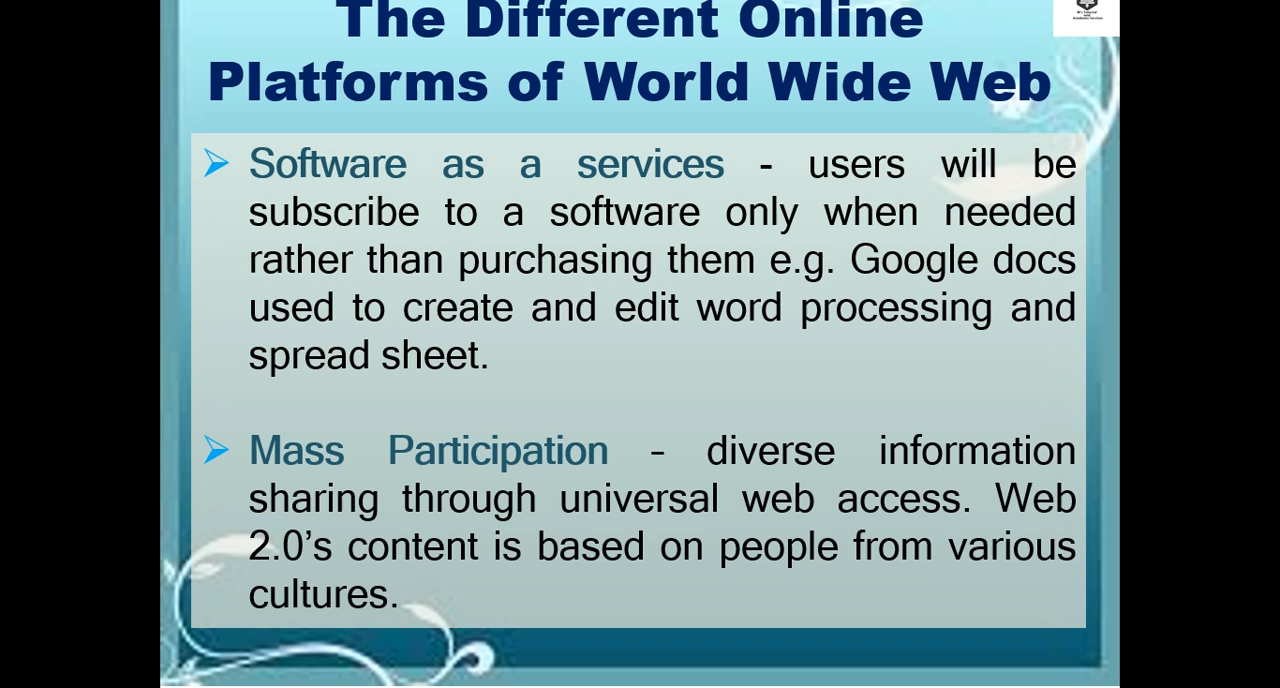 The Different Online
Platforms of World Wide Web
Software as a services - users will be
subscribe to a software only when needed
rather than purchasing them e.g. Google docs
used to create and edit word processing and
spread sheet.
Mass Participation – diverse information
sharing through universal web access. Web
2.0’s content is based on people from various
cultures.